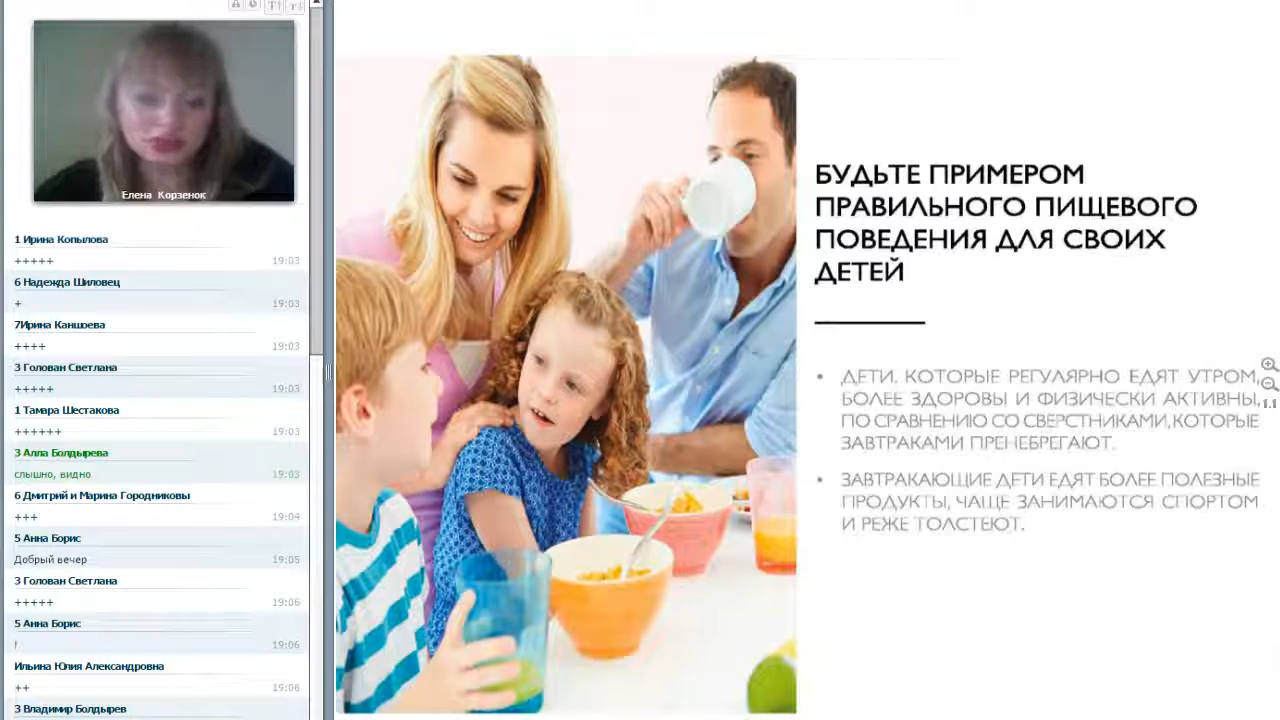 Елена Корзенок
1 Ирина Копылова
+++++ 19:03
6 Надежда Шиловец
+ 19:03
7Ирина Каншоева
++++ 19:03
3 Голован Светлана
+++++ 19:03
1 Тамара Шестакова
++++++ 19:03
3 Алла Болдырева
слышно, видно 19:03
6 Дмитрий и Марина Городниковы
+++ 19:04
5 Анна Борис
Добрый вечер 19:05
3 Голован Светлана
+++++ 19:06
5 Анна Борис
! 19:06
Ильина Юлия Александровна
++ 19:06
3 Владимир Болдырев
БУДЬТЕ ПРИМЕРОМ
ПРАВИЛЬНОГО ПИЩЕВОГО
ПОВЕДЕНИЯ ДЛЯ СВОИХ
ДЕТЕЙ
• ДЕТИ, КОТОРЫЕ РЕГУЛЯРНО ЕДЯТ УТРОМ,
БОЛЕЕ ЗДОРОВЫ И ФИЗИЧЕСКИ АКТИВНЫ,
ПО СРАВНЕНИЮ СО СВЕРСТНИКАМИ, КОТОРЫЕ
ЗАВТРАКАМИ ПРЕНЕБРЕГАЮТ.
• ЗАВТРАКАЮЩИЕ ДЕТИ ЕДЯТ БОЛЕЕ ПОЛЕЗНЫЕ
ПРОДУКТЫ, ЧАЩЕ ЗАНИМАЮТСЯ СПОРТОМ
И РЕЖЕ ТОЛСТЕЮТ.
1:1